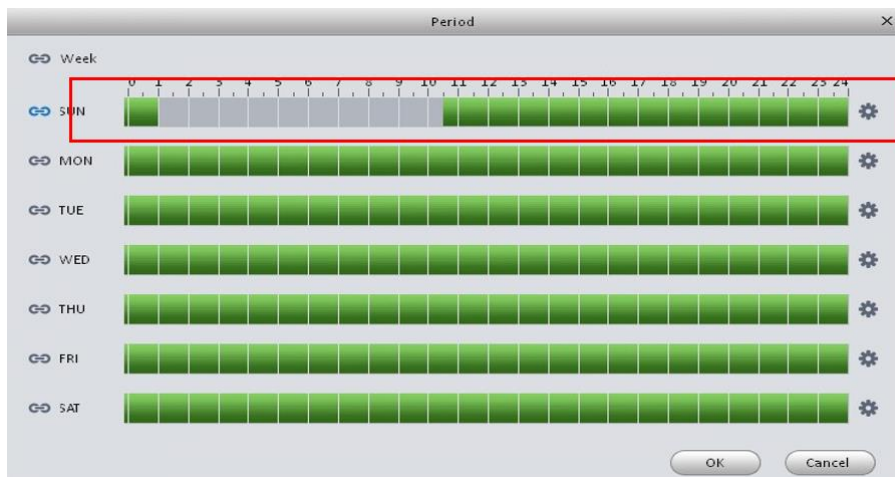 Period
Week
0 1 2 3 4 5 6 7 8 9 10 11 12 13 14 15 16 17 18 19 20 21 22 23 24
SUN
MON
TUE
WED
THU
FRI
SAT
OK Cancel